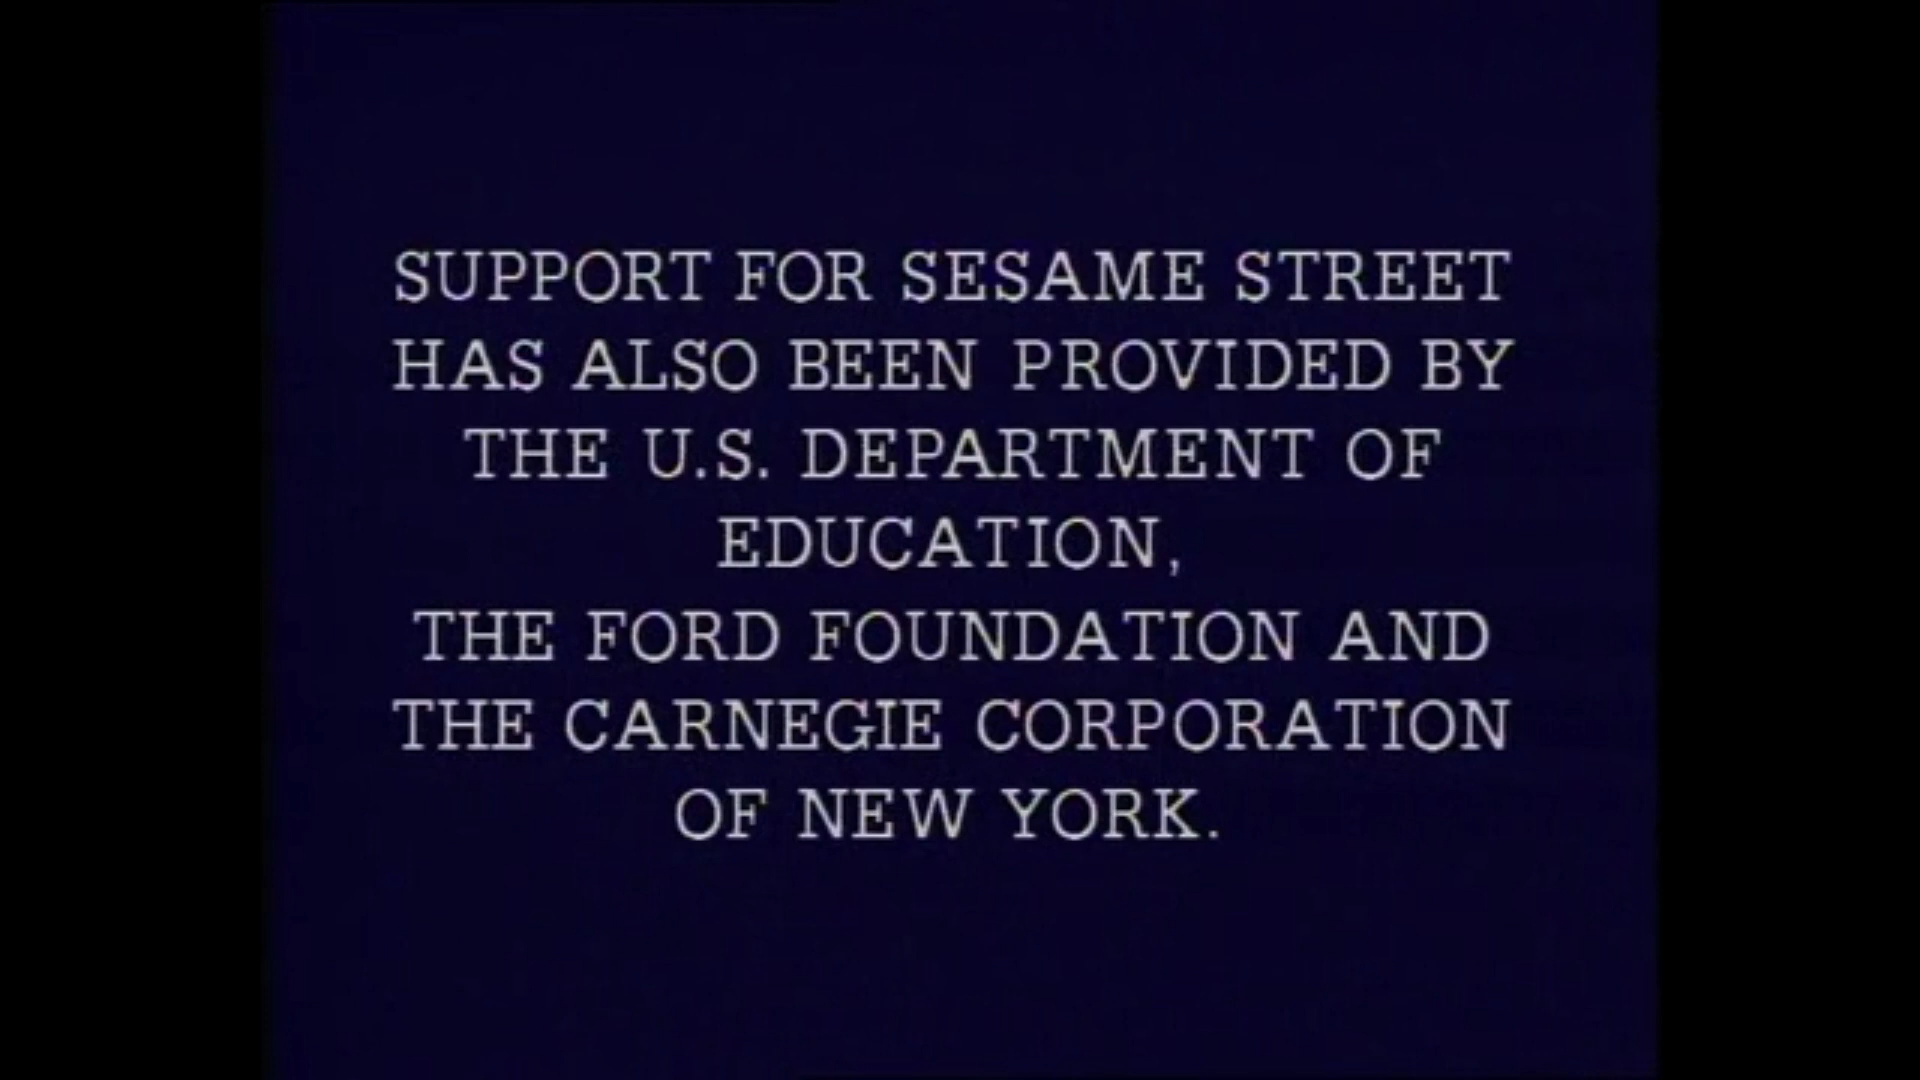 SUPPORT FOR SESAME STREET
HAS ALSO BEEN PROVIDED BY
THE U.S. DEPARTMENT OF
EDUCATION,
THE FORD FOUNDATION AND
THE CARNEGIE CORPORATION
OF NEW YORK.